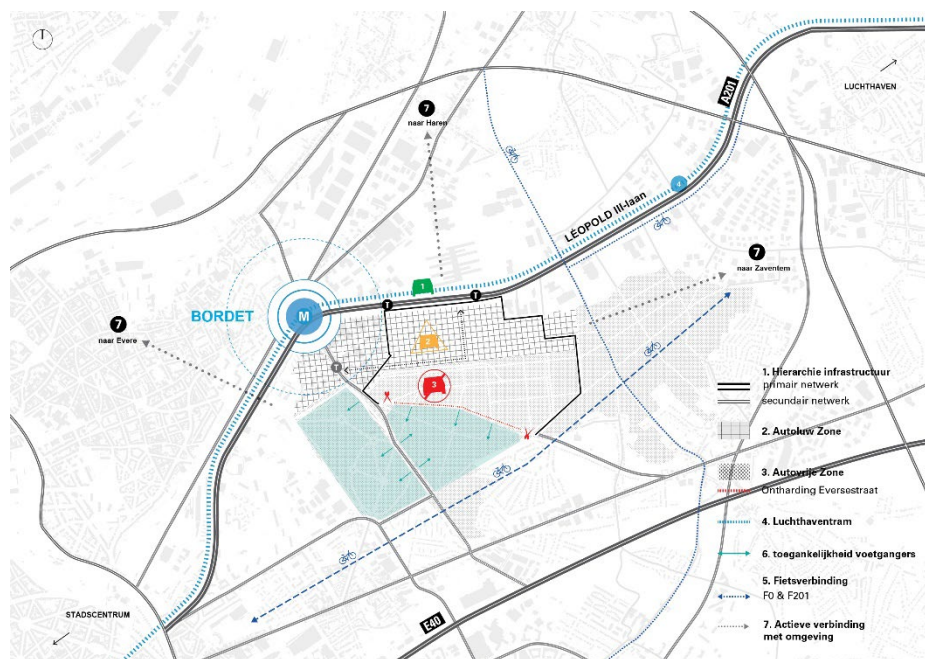 T
LUCHTHAVEN
A201
7
naar Haren
4
LÉOPOLD III-laan
7
naar Zaventem
1
T
T
BORDET
M
7
naar Evere
2
T
3
1. Hierarchie infrastructuur
primair netwerk
secundair netwerk
2. Autoluw Zone
3. Autovrije Zone
Ontharding Eversestraat
4. Luchthaventram
6. toegankelijkheid voetgangers
5. Fietsverbinding
F0 & F201
7. Actieve verbinding
met omgeving
STADSCENTRUM
E40